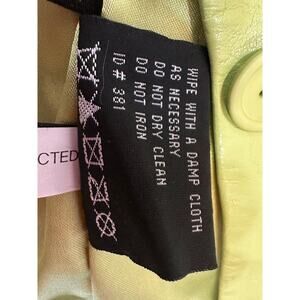 WIPE WITH A DAMP CLOTH
AS NECESSARY
DO NOT DRY CLEAN
DO NOT IRON
ID # 381
CTED